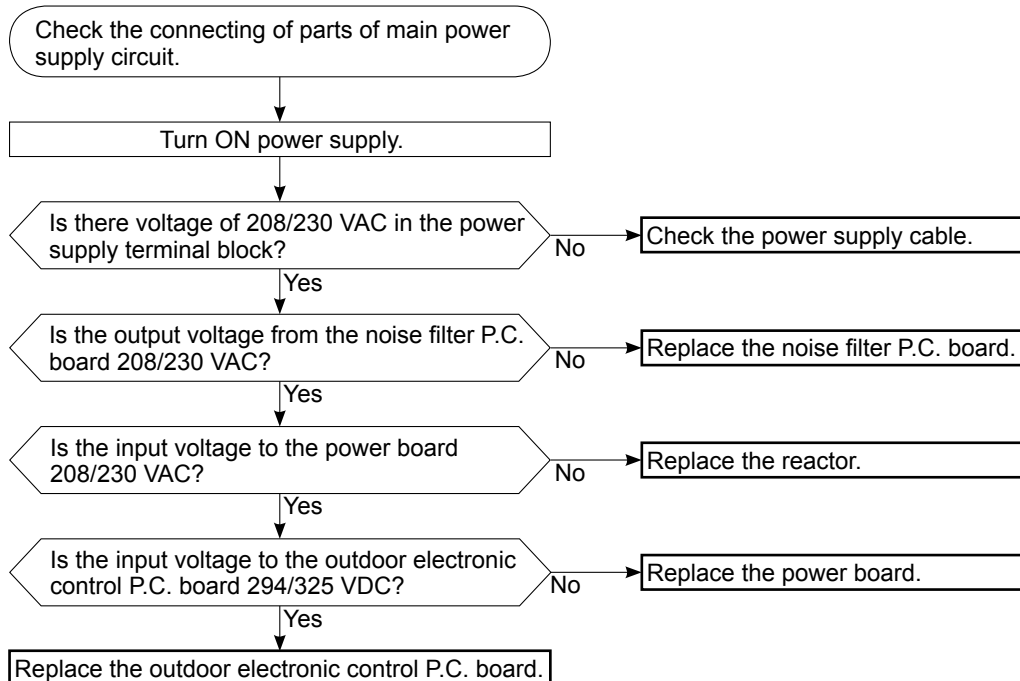 Check the connecting of parts of main power
supply circuit.
Turn ON power supply.
Is there voltage of 208/230 VAC in the power
supply terminal block?
No
Check the power supply cable.
Yes
Is the output voltage from the noise filter P.C.
board 208/230 VAC?
No
Replace the noise filter P.C. board.
Yes
Is the input voltage to the power board
208/230 VAC?
No
Replace the reactor.
Yes
Is the input voltage to the outdoor electronic
control P.C. board 294/325 VDC?
No
Replace the power board.
Yes
Replace the outdoor electronic control P.C. board.